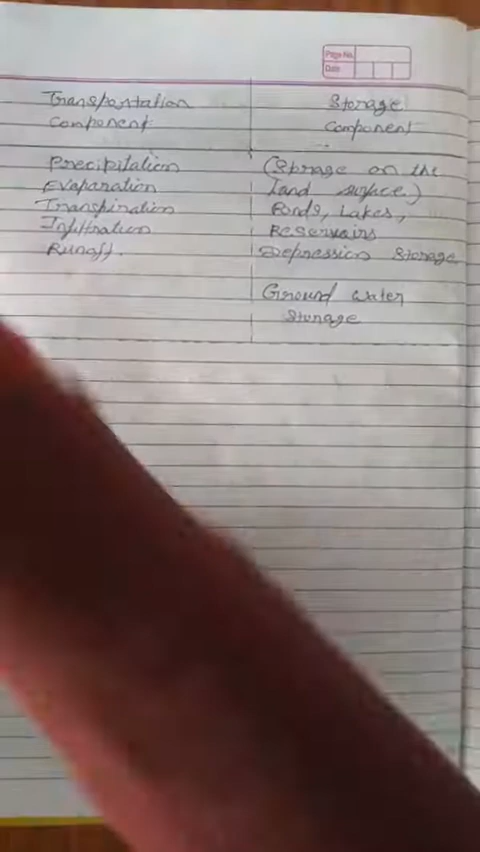 Page No.
Date
Transportation Storage
Component Component
Precipitation (Storage on the
Evaporation Land surface)
Transpiration Ponds, Lakes,
Infiltration Reservoirs
Runoff. Depression Storage
Ground water
Storage